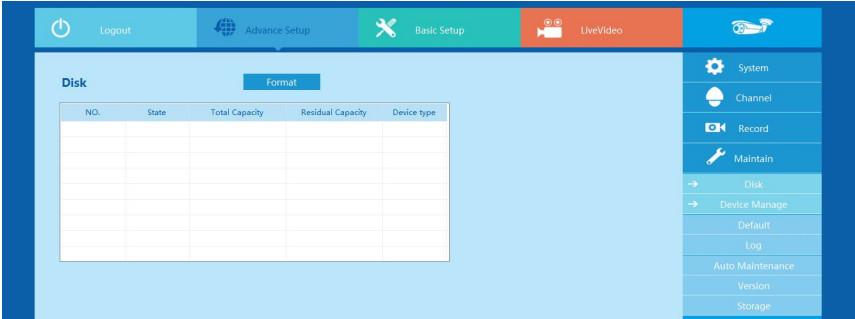 Logout
Advance Setup
Basic Setup
LiveVideo
Disk
Format
NO. State Total Capacity Residual Capacity Device type
System
Channel
Record
Maintain
Disk
Device Manage
Default
Log
Auto Maintenance
Version
Storage